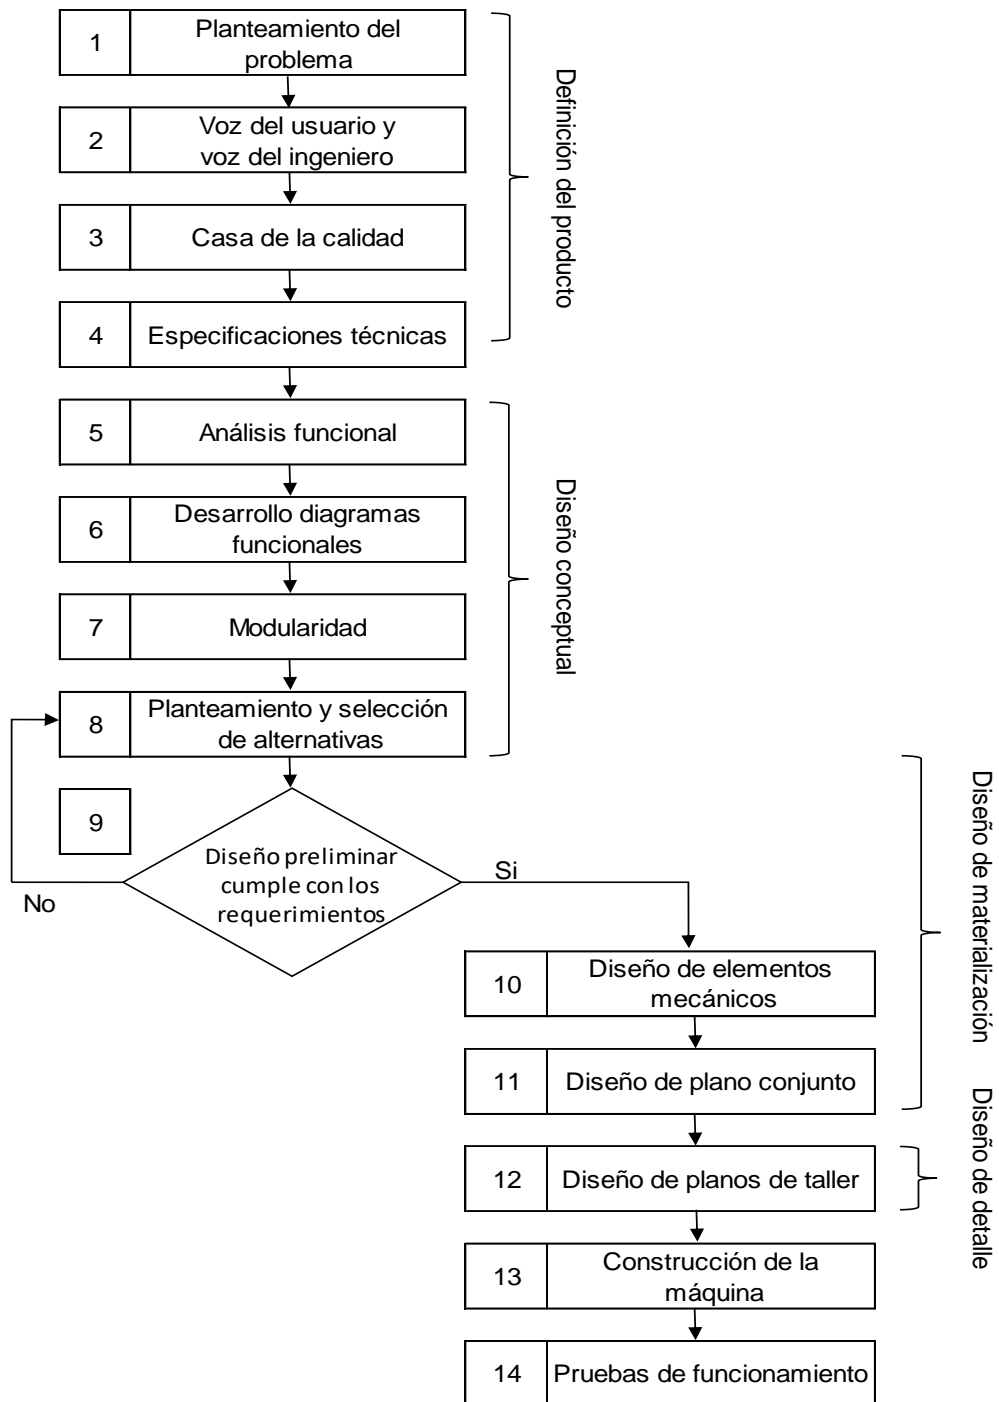 1
Planteamiento del
problema
2
Voz del usuario y
voz del ingeniero
3
Casa de la calidad
4
Especificaciones técnicas
Definición del producto
5
Análisis funcional
6
Desarrollo diagramas
funcionales
7
Modularidad
8
Planteamiento y selección
de alternativas
Diseño conceptual
9
Diseño preliminar
cumple con los
requerimientos
No
Si
10
Diseño de elementos
mecánicos
11
Diseño de plano conjunto
Diseño de materialización
12
Diseño de planos de taller
Diseño de detalle
13
Construcción de la
máquina
14
Pruebas de funcionamiento